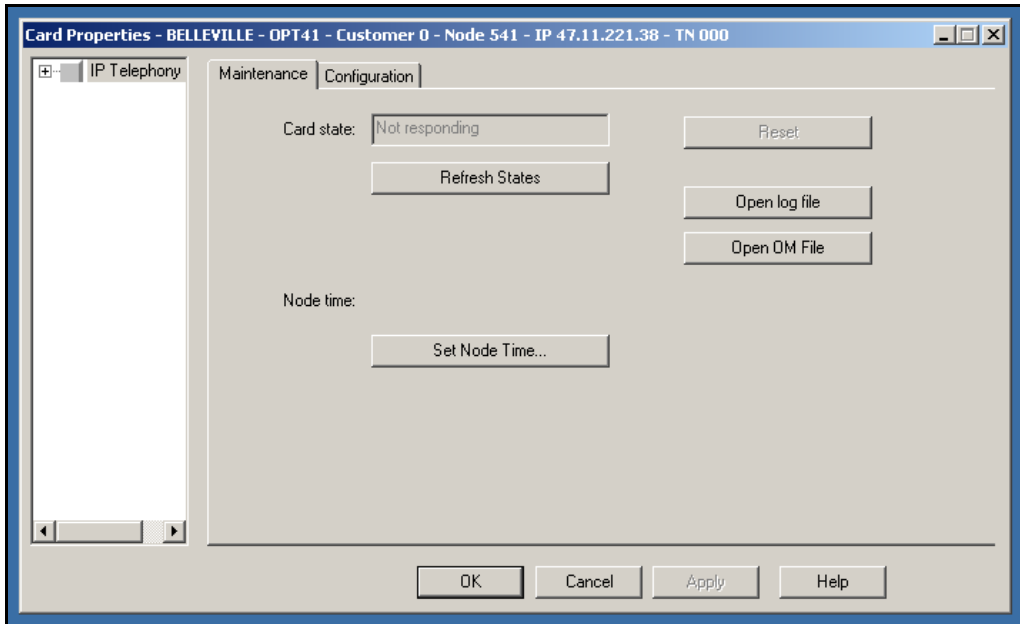 Card Properties - BELLEVILLE - OPT41 - Customer 0 - Node 541 - IP 47.11.221.38 - TN 000
IP Telephony
Maintenance
Configuration
Card state:
Not responding
Reset
Refresh States
Open log file
Open OM File
Node time:
Set Node Time...
OK
Cancel
Apply
Help